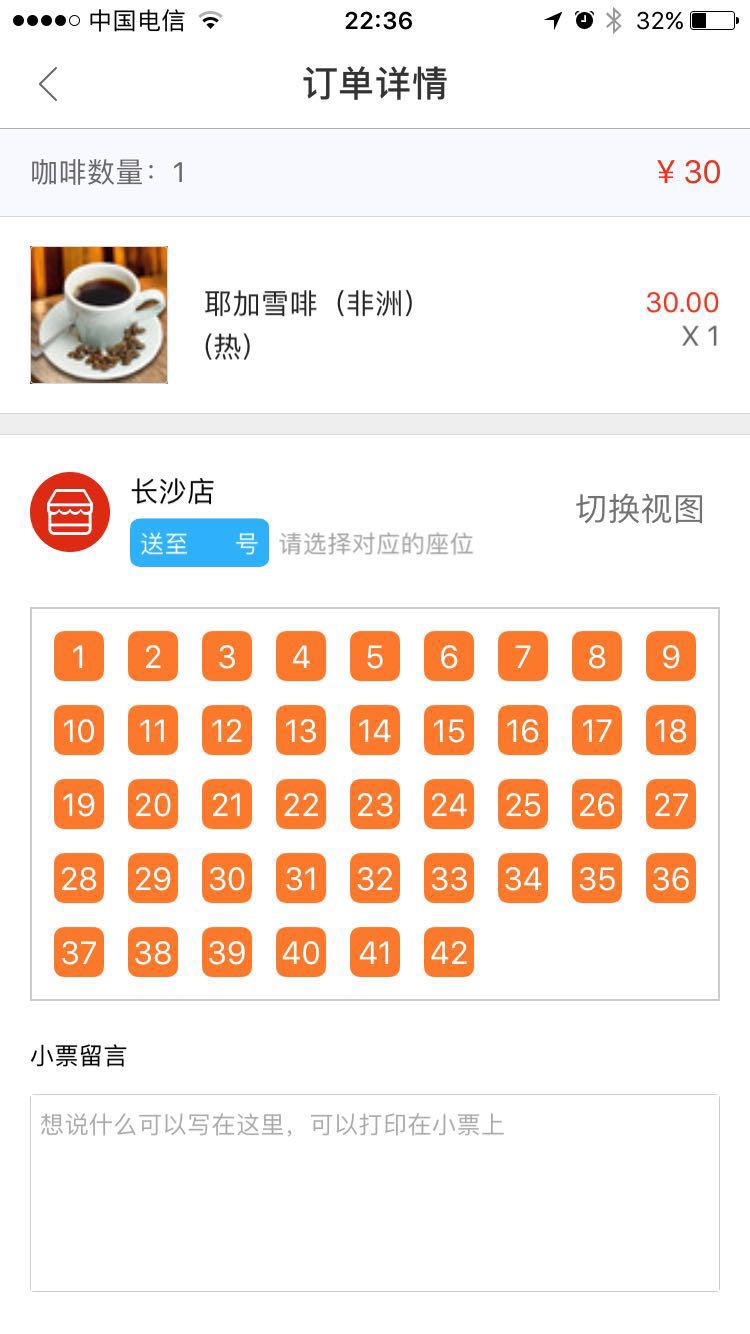 中国电信 22:36 32%
订单详情
咖啡数量：1 ¥ 30
耶加雪啡（非洲） 30.00
(热) X 1
长沙店 切换视图
送至 号 请选择对应的座位
1 2 3 4 5 6 7 8 9
10 11 12 13 14 15 16 17 18
19 20 21 22 23 24 25 26 27
28 29 30 31 32 33 34 35 36
37 38 39 40 41 42
小票留言
想说什么可以写在这里，可以打印在小票上